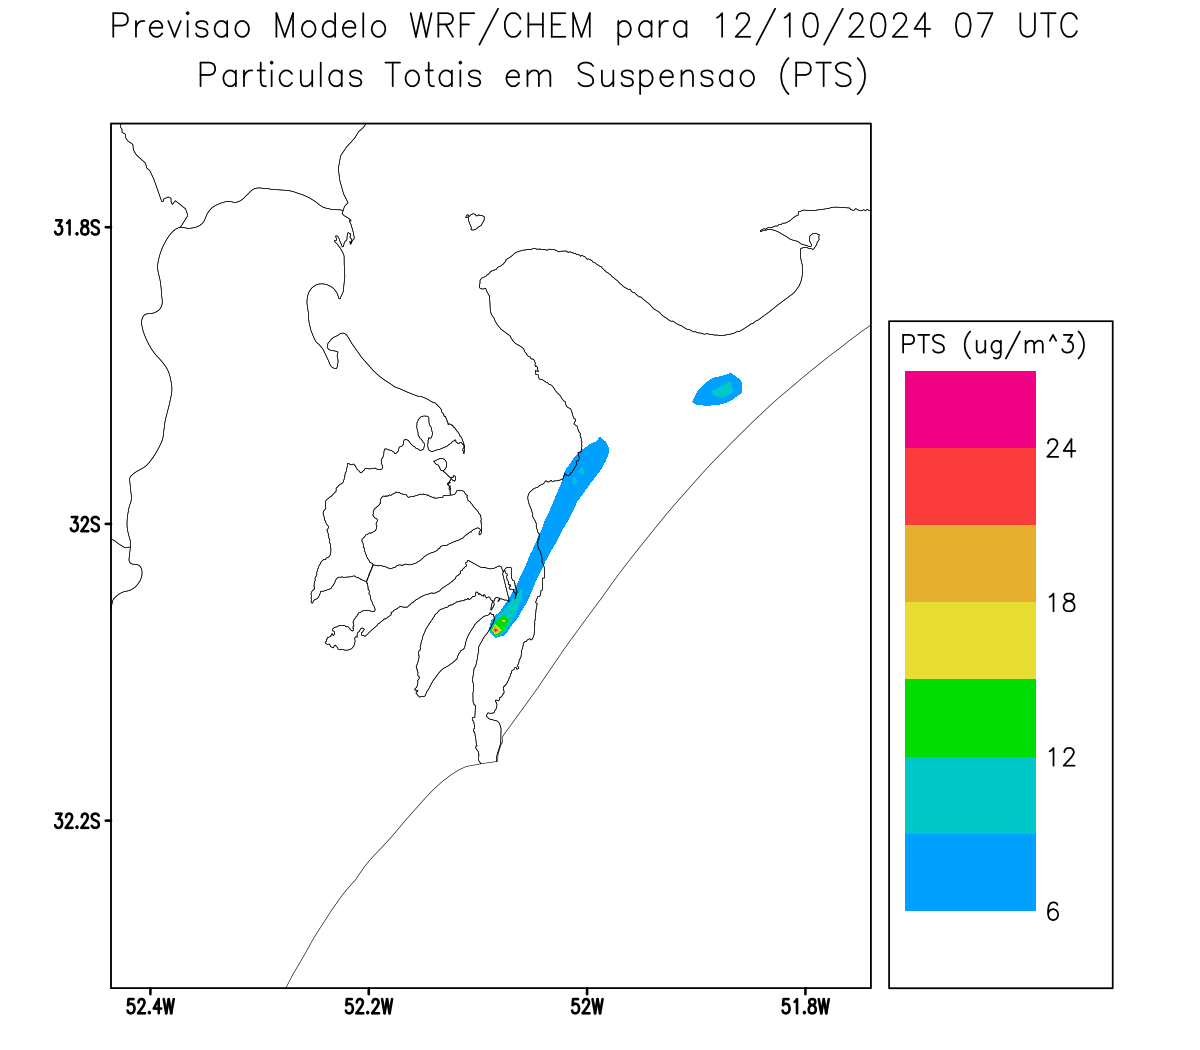 Previsao Modelo WRF/CHEM para 12/10/2024 07 UTC
Particulas Totais em Suspensao (PTS)
31.8S
32S
32.2S
52.4W
52.2W
52W
51.8W
PTS (ug/m^3)
24
18
12
6